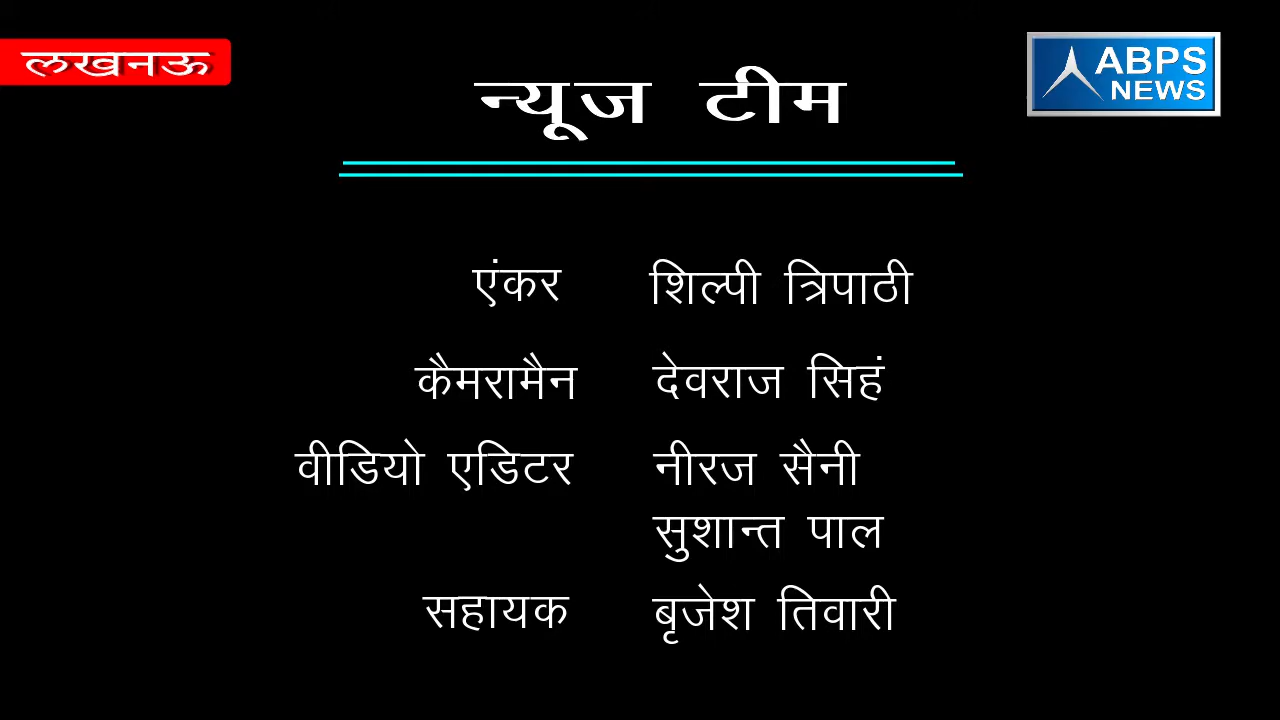 लखनऊ
ABPS
NEWS
न्यूज टीम
एंकर शिल्पी त्रिपाठी
कैमरामैन देवराज सिहं
वीडियो एडिटर नीरज सैनी
सुशान्त पाल
सहायक बृजेश तिवारी